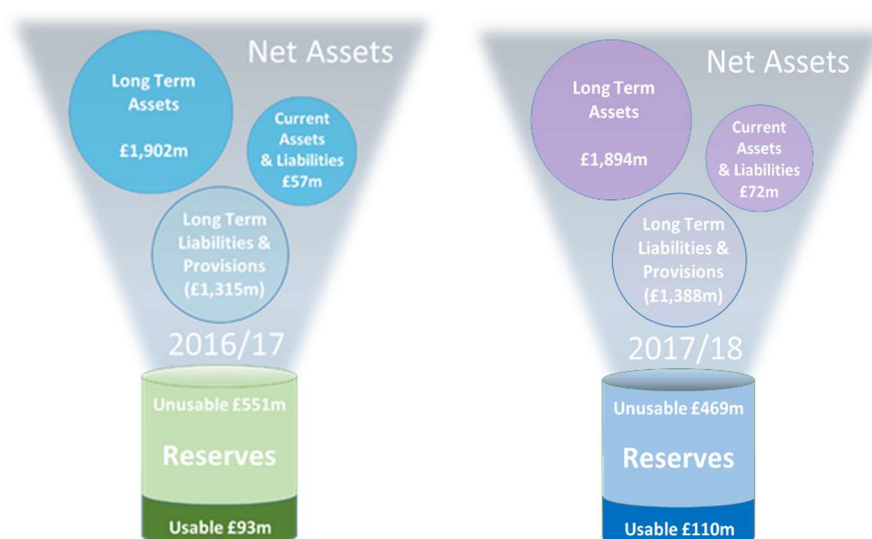 Net Assets
Long Term
Assets
£1,902m
Current
Assets
& Liabilities
£57m
Long Term
Liabilities &
Provisions
(£1,315m)
2016/17
Unusable £551m
Reserves
Usable £93m
Net Assets
Long Term
Assets
£1,894m
Current
Assets
& Liabilities
£72m
Long Term
Liabilities &
Provisions
(£1,388m)
2017/18
Unusable £469m
Reserves
Usable £110m